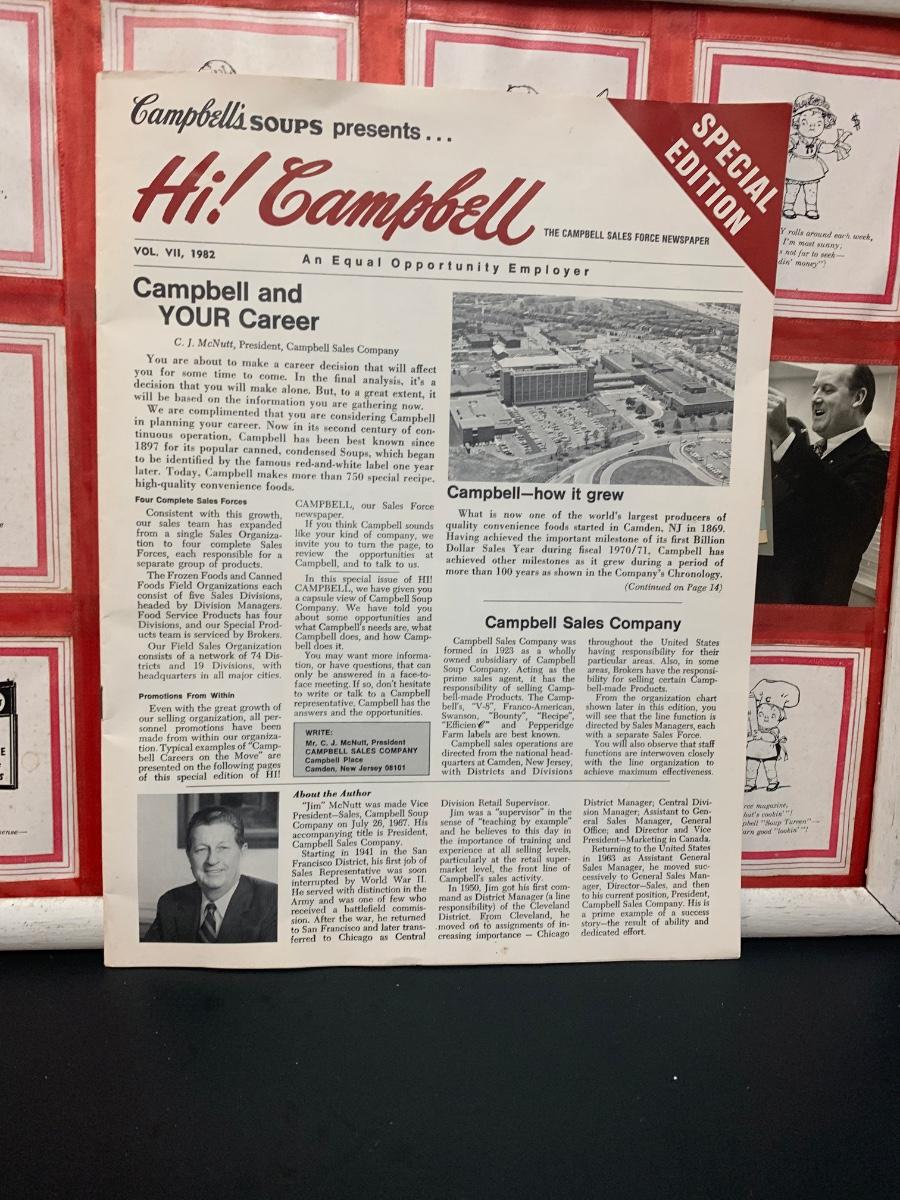 Campbell's SOUPS presends...
Hi! Campbell
SPECIAL
EDITION
THE CAMPBELL SALES FORCE NEWSPAPER
VOL. VII, 1982
An Equal Opportunity Employer
Campbell and
YOUR Career
C. J. McNutt, President, Campbell Sales Company
You are about to make a career decision that will affect
you for some time to come. In the final analysis, it's a
decision that you will make alone. But, to a great extent, it
will be based on the information you are gathering now.
We are complimented that you are considering Campbell
in planning your career. Now in its second century of con-
tinuous operation, Campbell has been best known since
1897 for its popular canned, condensed Soups, which began
to be identified by the famous red-and-white label one year
later. Today, Campbell makes more than 750 special recipe,
high-quality convenience foods.
Four Complete Sales Forces
Consistent with this growth,
our sales team has expanded
from a single Sales Organiza-
tion to four complete Sales
Forces, each responsible for a
separate group of products.
The Frozen Foods and Canned
Foods Field Organizations each
consist of five Sales Divisions,
headed by Division Managers.
Food Service Products has four
Divisions, and our Special Prod-
ucts team is serviced by Brokers.
Our Field Sales Organization
consists of a network of 74 Dis-
tricts and 19 Divisions, with
headquarters in all major cities.
Promotions From Within
Even with the great growth of
our selling organization, all per-
sonnel promotions have been
made from within our organiza-
tion. Typical examples of "Camp-
bell Careers on the Move" are
presented on the following pages
of this special edition of HI!
CAMPBELL, our Sales Force
newspaper.
If you think Campbell sounds
like your kind of company, we
invite you to turn the page, to
review the opportunities at
Campbell, and to talk to us.
In this special issue of HI!
CAMPBELL, we have given you
a capsule view of Campbell Soup
Company. We have told you
about some opportunities and
what Campbell's needs are, what
Campbell does, and how Camp-
bell does it.
You may want more informa-
tion, or have questions, that can
only be answered in a face-to-
face meeting. If so, don't hesitate
to write or talk to a Campbell
representative. Campbell has the
answers and the opportunities.
WRITE:
Mr. C. J. McNutt, President
CAMPBELL SALES COMPANY
Campbell Place
Camden, New Jersey 08101
Campbell—how it grew
What is now one of the world's largest producers of
quality convenience foods started in Camden, NJ in 1869.
Having achieved the important milestone of its first Billion
Dollar Sales Year during fiscal 1970/71, Campbell has
achieved other milestones as it grew during a period of
more than 100 years as shown in the Company's Chronology.
(Continued on Page 14)
Campbell Sales Company
Campbell Sales Company was
formed in 1923 as a wholly
owned subsidiary of Campbell
Soup Company. Acting as the
prime sales agent, it has the
responsibility of selling Camp-
bell-made Products. The Camp-
bell's, "V-8", Franco-American,
Swanson, "Bounty", "Recipe",
"Efficienc" and Pepperidge
Farm labels are best known.
Campbell sales operations are
directed from the national head-
quarters at Camden, New Jersey,
with Districts and Divisions
throughout the United States
having responsibility for their
particular areas. Also, in some
areas, Brokers have the responsi-
bility for selling certain Camp-
bell-made Products.
From the organization chart
shown later in this edition, you
will see that the line function is
directed by Sales Managers, each
with a separate Sales Force.
You will also observe that staff
functions are interwoven closely
with the line organization to
achieve maximum effectiveness.
About the Author
"Jim" McNutt was made Vice
President—Sales, Campbell Soup
Company on July 26, 1967. His
accompanying title is President,
Campbell Sales Company.
Starting in 1941 in the San
Francisco District, his first job of
Sales Representative was soon
interrupted by World War II.
He served with distinction in the
Army and was one of few who
received a battlefield commis-
sion. After the war, he returned
to San Francisco and later trans-
ferred to Chicago as Central
Division Retail Supervisor.
Jim was a "supervisor" in the
sense of "teaching by example"
and he believes to this day in
the importance of training and
experience at all selling levels,
particularly at the retail super-
market level, the front line of
Campbell's sales activity.
In 1950, Jim got his first com-
mand as District Manager (a line
responsibility) of the Cleveland
District. From Cleveland, he
moved on to assignments of in-
creasing importance — Chicago
District Manager; Central Divi-
sion Manager; Assistant to Gen-
eral Sales Manager, General
Office; and Director and Vice
President—Marketing in Canada.
Returning to the United States
in 1963 as Assistant General
Sales Manager, he moved suc-
cessively to General Sales Man-
ager, Director—Sales, and then
to his current position, President,
Campbell Sales Company. His is
a prime example of a success
story—the result of ability and
dedicated effort.
Y rolls around each week,
I'm most sunny;
s not far to seek—
din' money"!